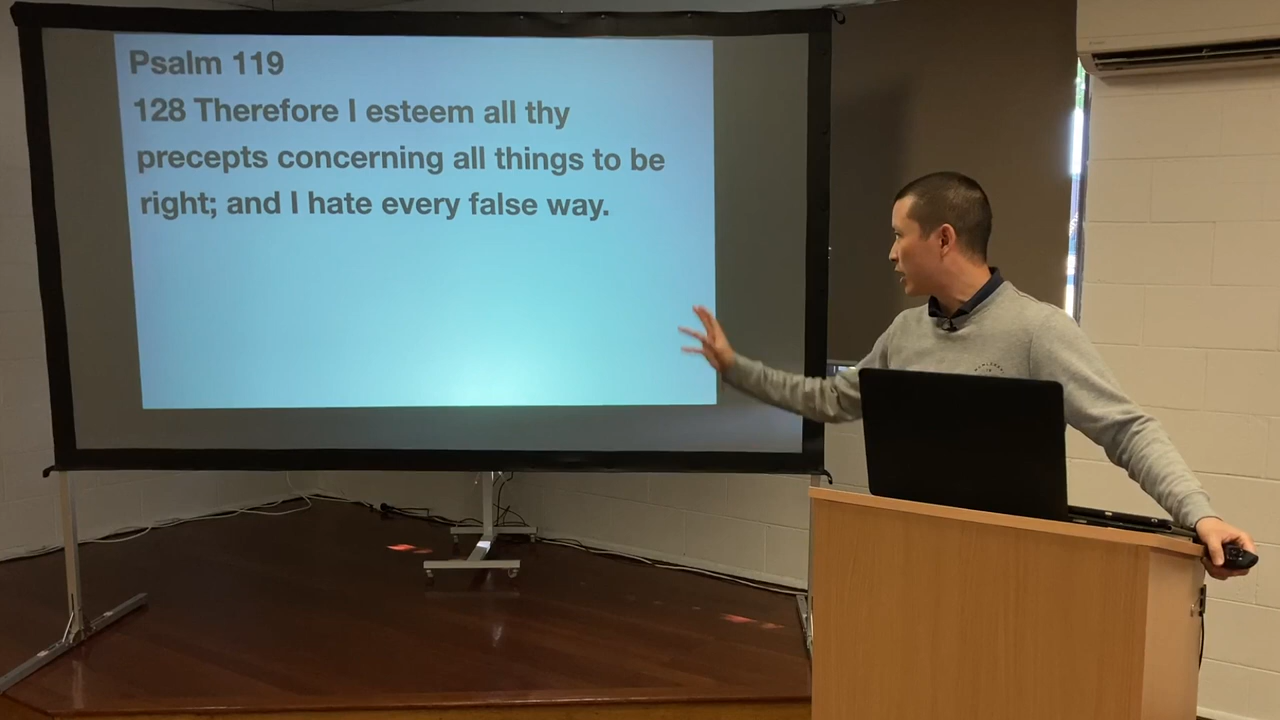 Psalm 119
128 Therefore I esteem all thy
precepts concerning all things to be
right; and I hate every false way.